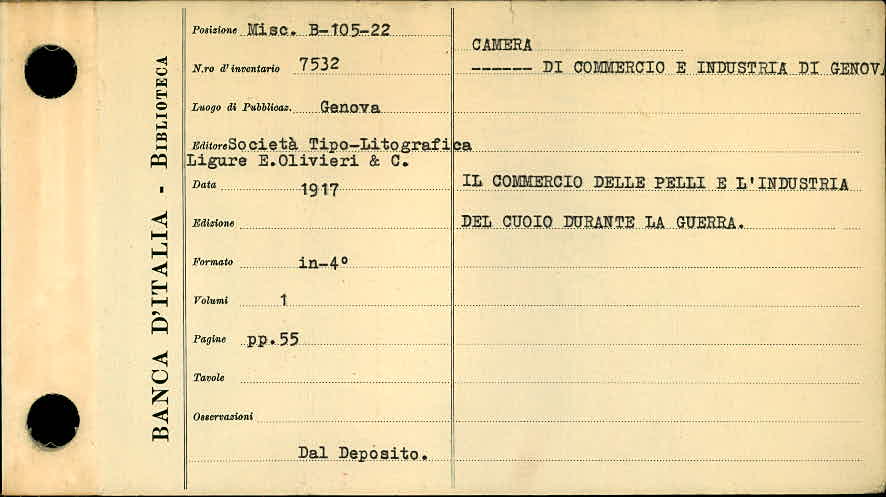 BANCA D'ITALIA - BIBLIOTECA
Posizione Misc. B-105-22
N.ro d'inventario 7532
Luogo di Pubblicaz. Genova
Editore Società Tipo-Litografica
Ligure E.Olivieri & C.
Data 1917
Edizione
Formato in-4°
Volumi 1
Pagine pp.55
Tavole
Osservazioni
Dal Deposito.
CAMERA
------ DI COMMERCIO E INDUSTRIA DI GENOVA
IL COMMERCIO DELLE PELLI E L'INDUSTRIA
DEL CUOIO DURANTE LA GUERRA.